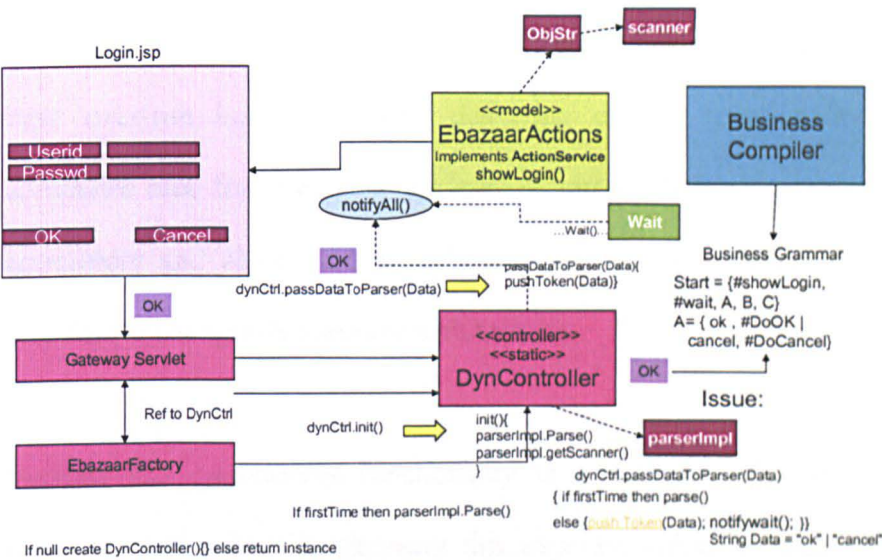 Login.jsp
Userid
Passwd
OK
Cancel
ObjStr
scanner
<<model>>
EbazaarActions
Implements ActionService
showLogin()
Business
Compiler
notifyAll()
Wait
...Wait()...
OK
dynCtrl.passDataToParser(Data)
passDataToParser(Data){
pushToken(Data)}
Business Grammar
Start = {#showLogin,
#wait, A, B, C}
A= { ok , #DoOK |
cancel, #DoCancel}
OK
Gateway Servlet
<<controller>>
<<static>>
DynController
OK
Issue:
Ref to DynCtrl
dynCtrl.init()
init(){
parserImpl.Parse()
parserImpl.getScanner()
}
parserImpl
EbazaarFactory
dynCtrl.passDataToParser(Data)
{ if firstTime then parse()
else {push.Token(Data); notifywait(); }}
String Data = "ok" | "cancel"
If firstTime then parserImpl.Parse()
If null create DynController(){} else return instance